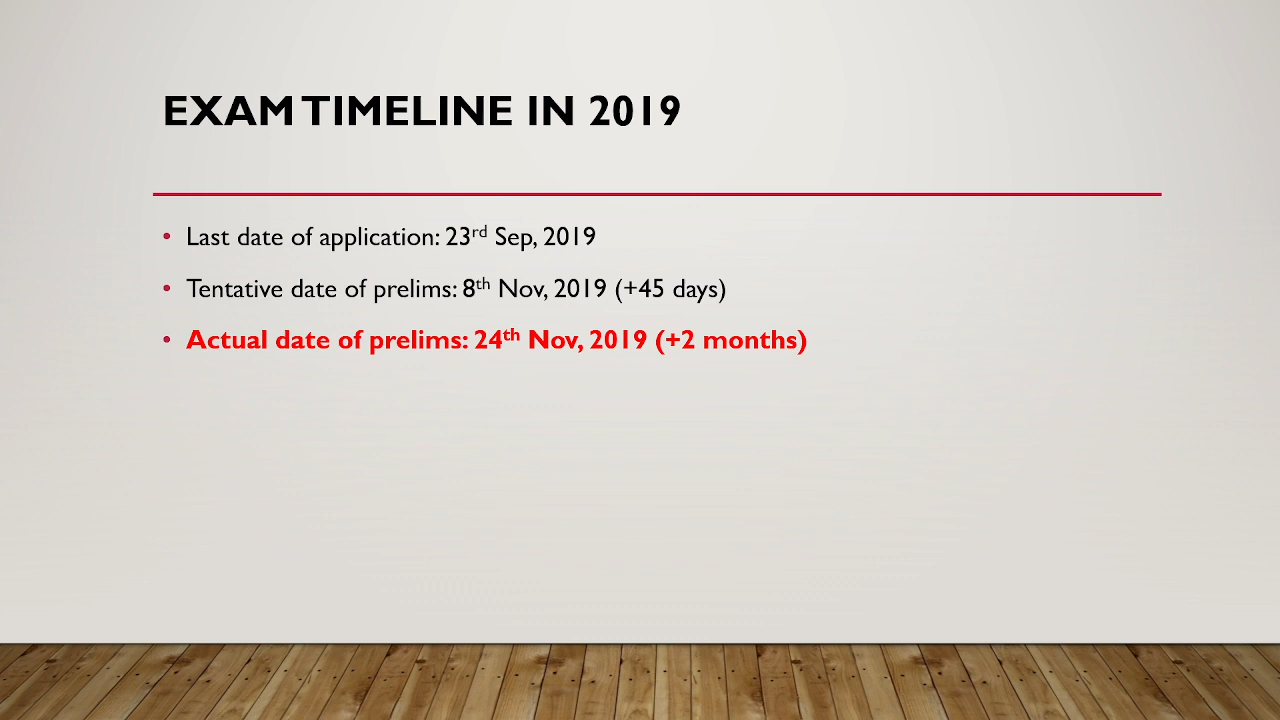 EXAM TIMELINE IN 2019
• Last date of application: 23rd Sep, 2019
• Tentative date of prelims: 8th Nov, 2019 (+45 days)
• Actual date of prelims: 24th Nov, 2019 (+2 months)